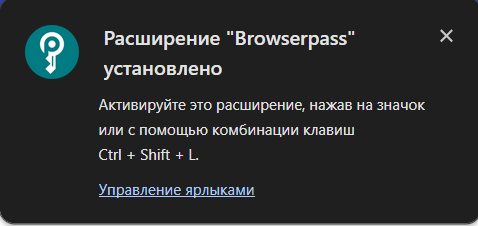 Расширение "Browserpass"
установлено
Активируйте это расширение, нажав на значок
или с помощью комбинации клавиш
Ctrl + Shift + L.
Управление ярлыками